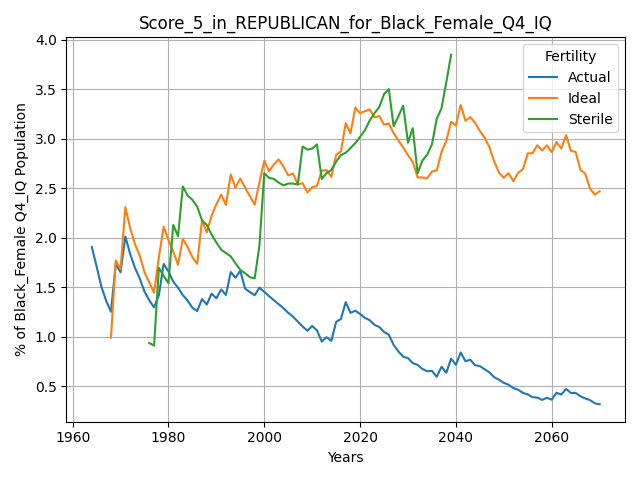 Score_5_in_REPUBLICAN_for_Black_Female_Q4_IQ
% of Black_Female Q4_IQ Population
4.0
3.5
3.0
2.5
2.0
1.5
1.0
0.5
Fertility
Actual
Ideal
Sterile
1960 1980 2000 2020 2040 2060
Years